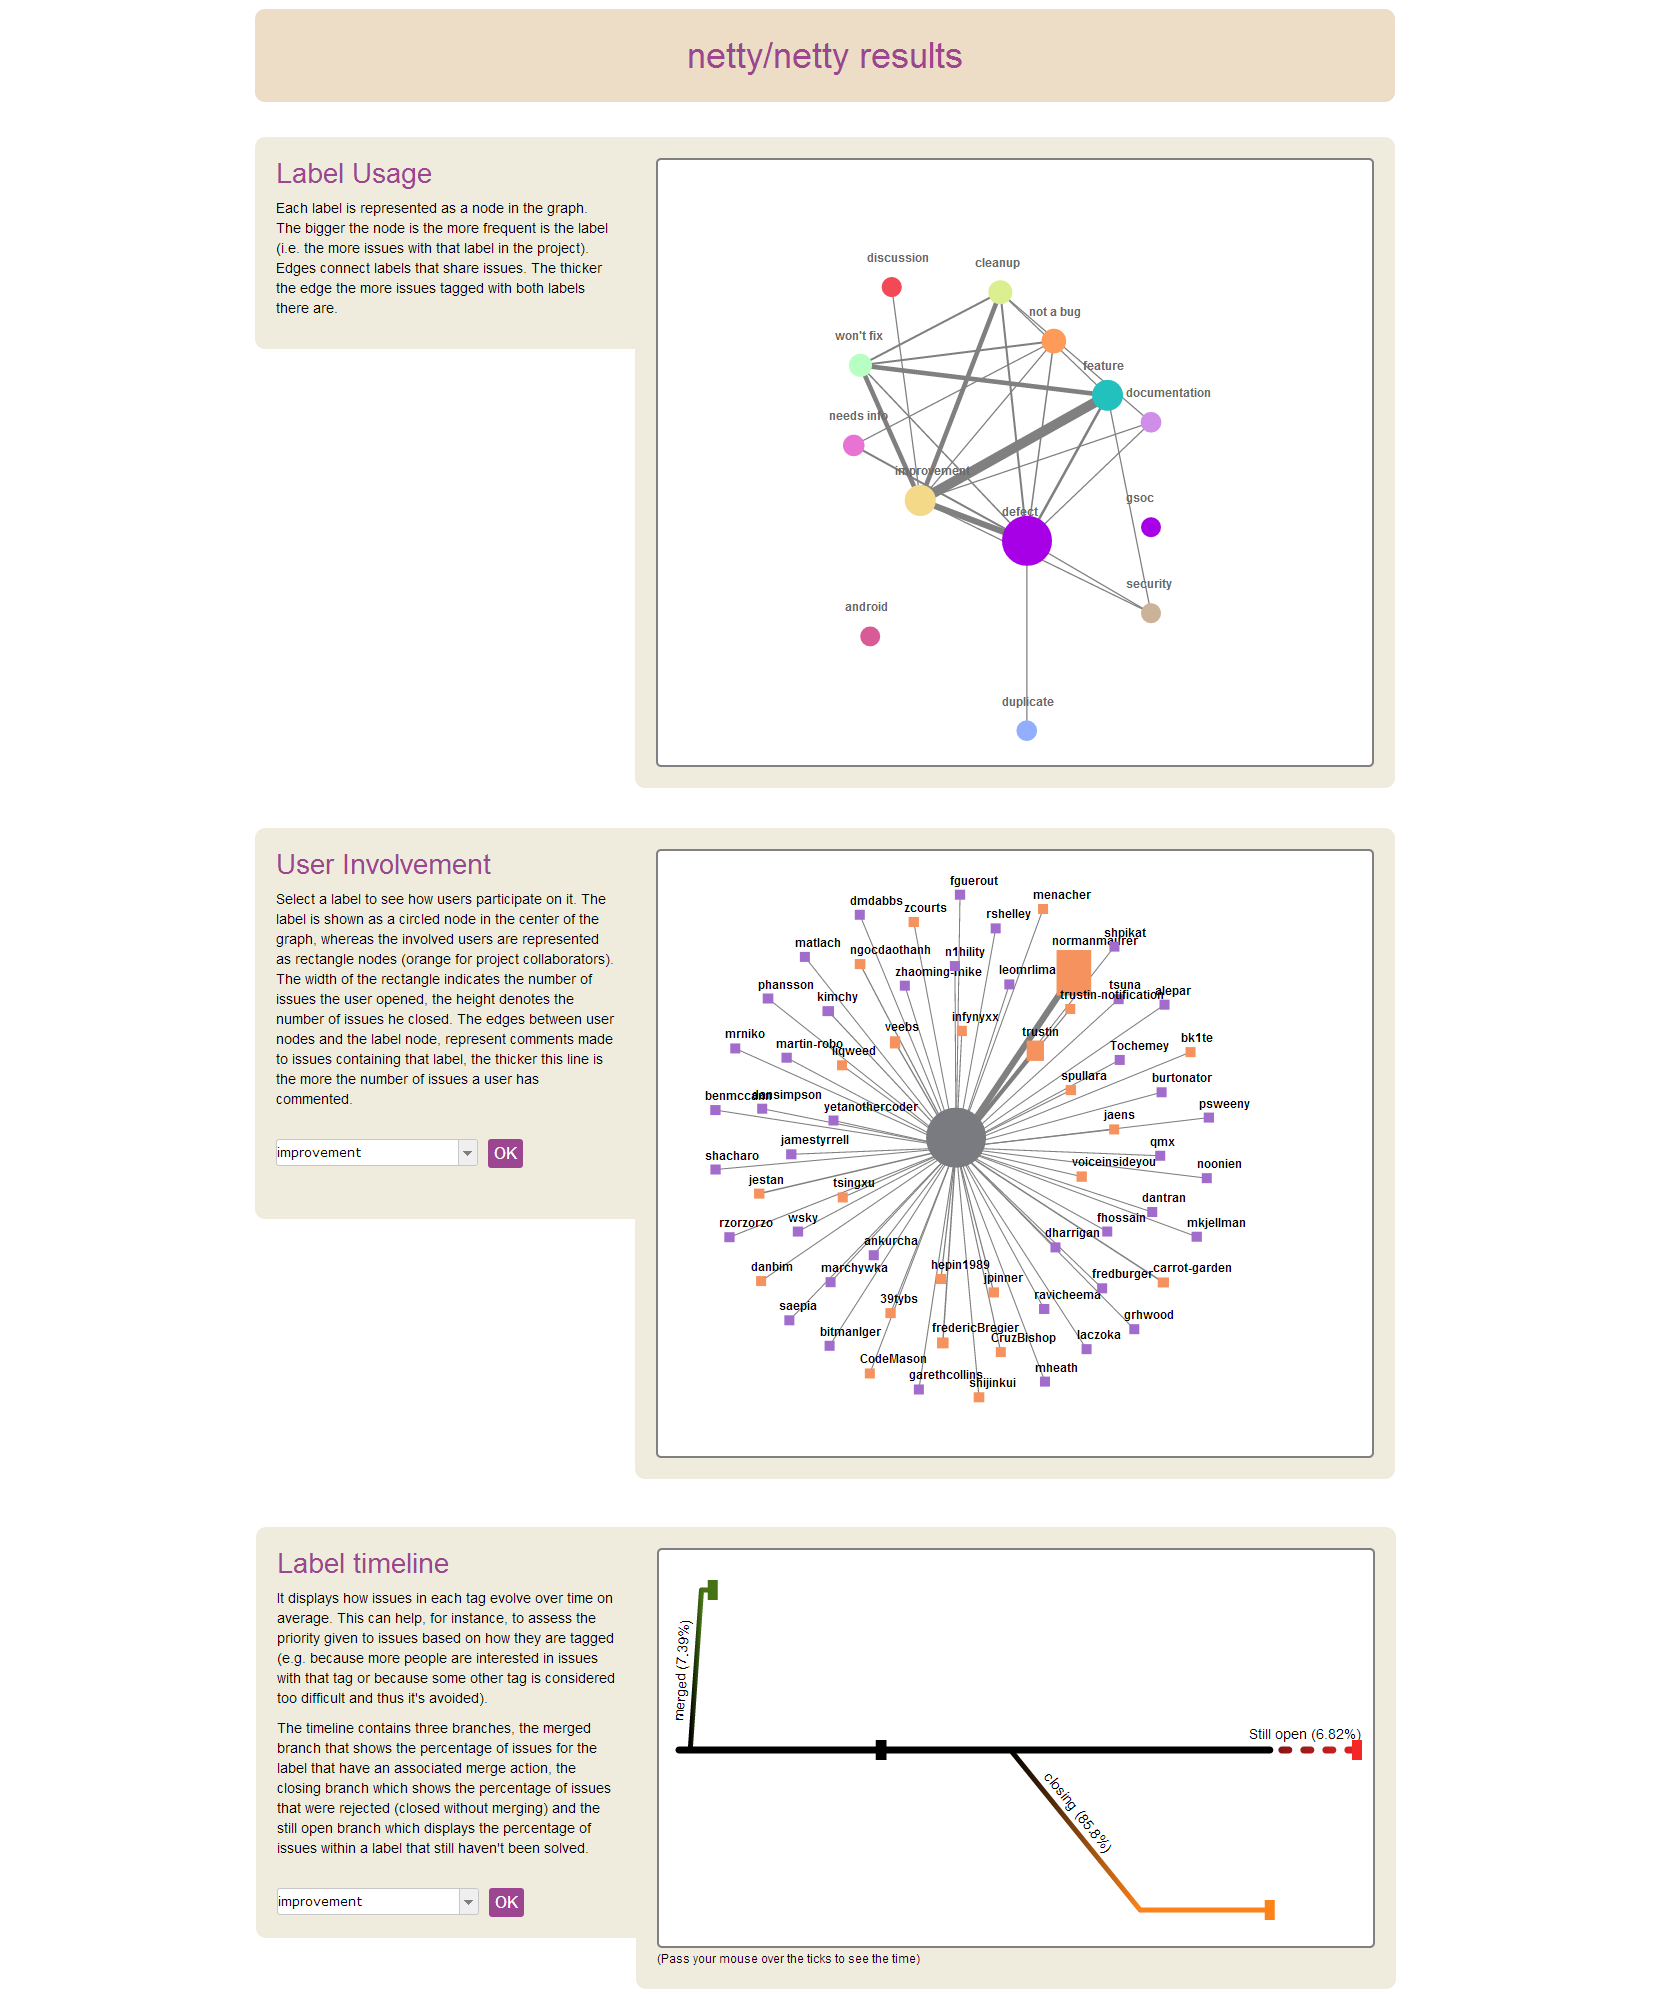 netty/netty results
Label Usage
Each label is represented as a node in the graph.
The bigger the node is the more frequent is the label
(i.e. the more issues with that label in the project).
Edges connect labels that share issues. The thicker
the edge the more issues tagged with both labels
there are.
discussion
cleanup
not a bug
won't fix
feature
documentation
needs info
improvement
gsoc
defect
security
android
duplicate
User Involvement
Select a label to see how users participate on it. The
label is shown as a circled node in the center of the
graph, whereas the involved users are represented
as rectangle nodes (orange for project collaborators).
The width of the rectangle indicates the number of
issues the user opened, the height denotes the
number of issues he closed. The edges between user
nodes and the label node, represent comments made
to issues containing that label, the thicker this line is
the more the number of issues a user has
commented.
improvement
OK
fguerout
menacher
dmdabbs
zcourts
rshelley
shpikat
matlach
ngocdaothanh
n1hility
normanmaurer
zhaoming-mike
leomrlima
phansson
kimchy
tsuna
alepar
trustin-notification
infynyxx
veebs
trustin
mrniko
martin-robo
liqweed
Tochemey
bk1te
spullara
burtonator
benmccann
dansimpson
yetanothercoder
psweeny
jaens
jamestyrrell
qmx
shacharo
voiceinsideyou
noonien
jestan
tsingxu
dantran
rzorzorzo
wsky
fhossain
mkjellman
dharrigan
ankurcha
danbim
marchywka
hepin1989
jpinner
fredburger
carrot-garden
saepia
39tybs
ravicheema
grhwood
bitmanlger
fredericBregier
CruzBishop
laczoka
CodeMason
garethcollins
shijinkui
mheath
Label timeline
It displays how issues in each tag evolve over time on
average. This can help, for instance, to assess the
priority given to issues based on how they are tagged
(e.g. because more people are interested in issues
with that tag or because some other tag is considered
too difficult and thus it's avoided).
The timeline contains three branches, the merged
branch that shows the percentage of issues for the
label that have an associated merge action, the
closing branch which shows the percentage of issues
that were rejected (closed without merging) and the
still open branch which displays the percentage of
issues within a label that still haven't been solved.
improvement
OK
merged (7.39%)
Still open (6.82%)
closing (85.8%)
(Pass your mouse over the ticks to see the time)